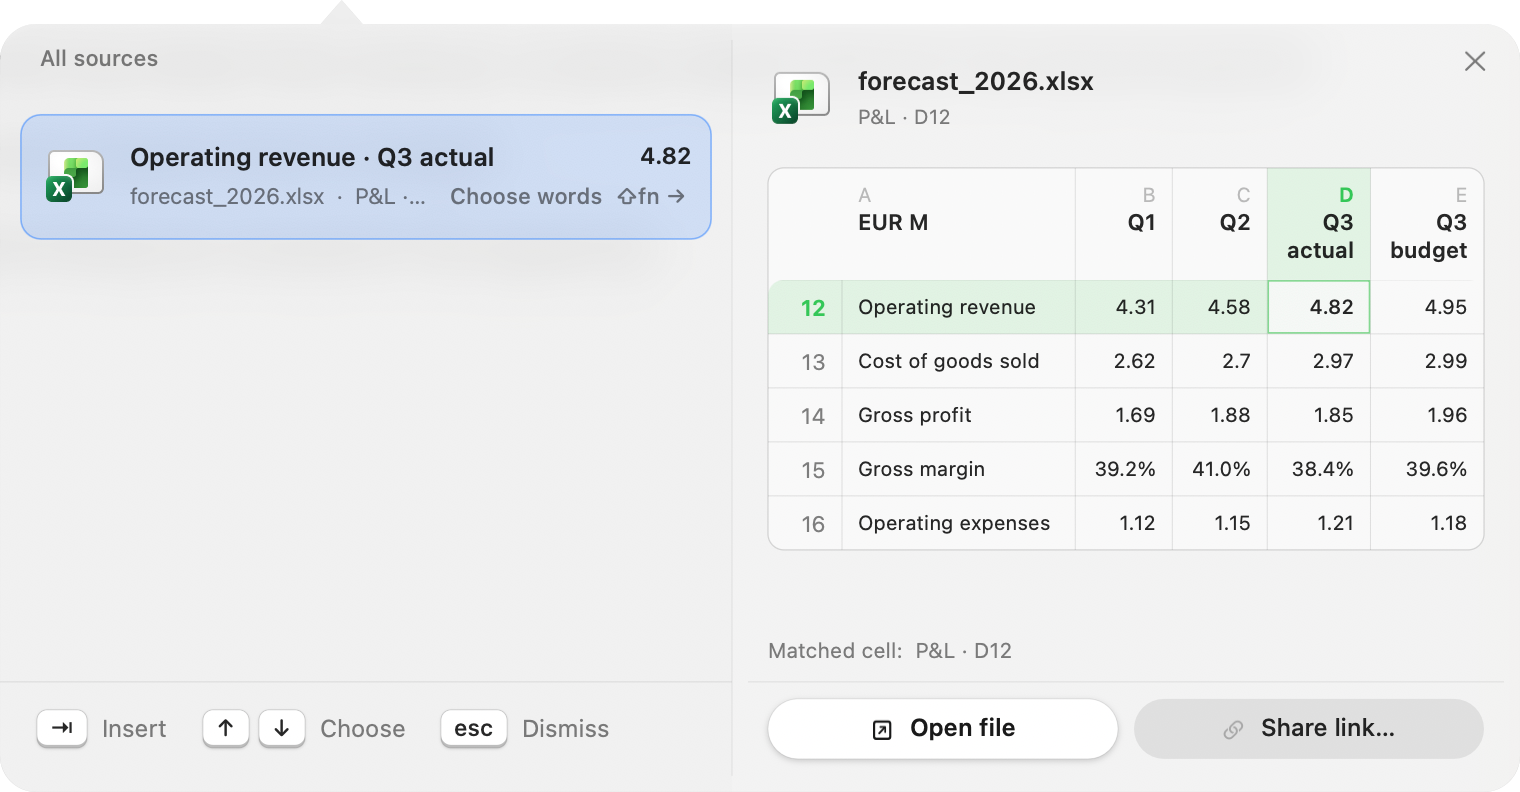 All sources
Operating revenue · Q3 actual 4.82
forecast_2026.xlsx · P&L ·... Choose words ⇧fn →
⇥ Insert ↑ ↓ Choose esc Dismiss
forecast_2026.xlsx
P&L · D12
A B C D E
EUR M Q1 Q2 Q3 actual Q3 budget
12 Operating revenue 4.31 4.58 4.82 4.95
13 Cost of goods sold 2.62 2.7 2.97 2.99
14 Gross profit 1.69 1.88 1.85 1.96
15 Gross margin 39.2% 41.0% 38.4% 39.6%
16 Operating expenses 1.12 1.15 1.21 1.18
Matched cell: P&L · D12
Open file Share link...